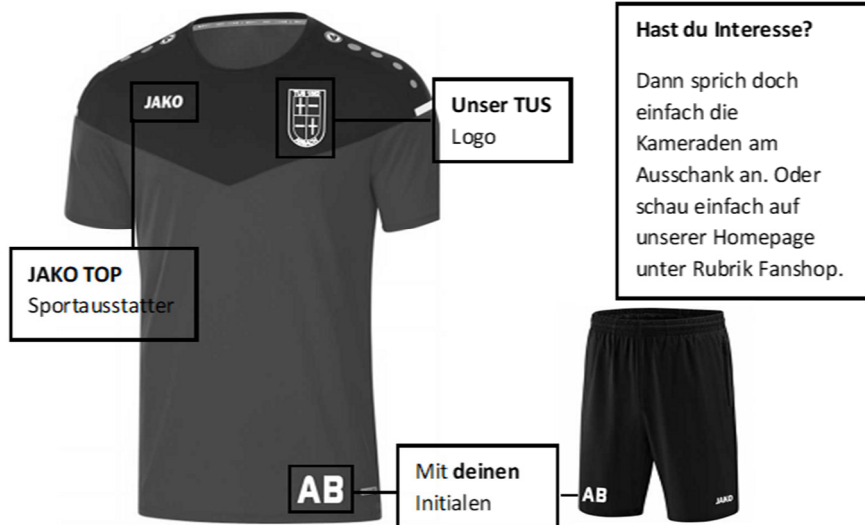 JAKO
Unser TUS
Logo
JAKO TOP
Sportausstatter
AB
Mit deinen
Initialen
AB
JAKO
Hast du Interesse?
Dann sprich doch
einfach die
Kameraden am
Ausschank an. Oder
schau einfach auf
unserer Homepage
unter Rubrik Fanshop.